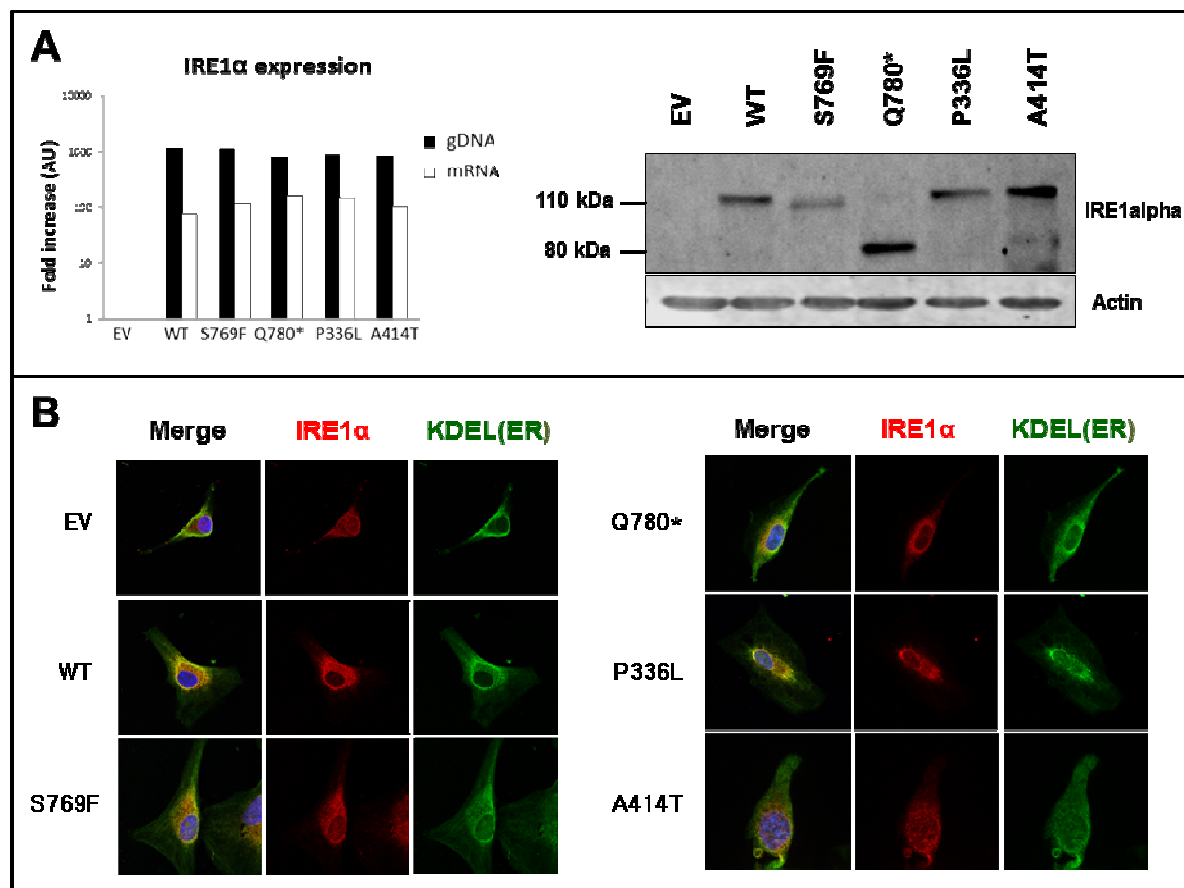 A
IRE1α expression
Fold increase (AU)
10000
1000
100
10
1
EV WT S769F Q780* P336L A414T
gDNA
mRNA
EV WT S769F Q780* P336L A414T
110 kDa
80 kDa
IRE1alpha
Actin
B
Merge IRE1α KDEL(ER)
EV
WT
S769F
Merge IRE1α KDEL(ER)
Q780*
P336L
A414T